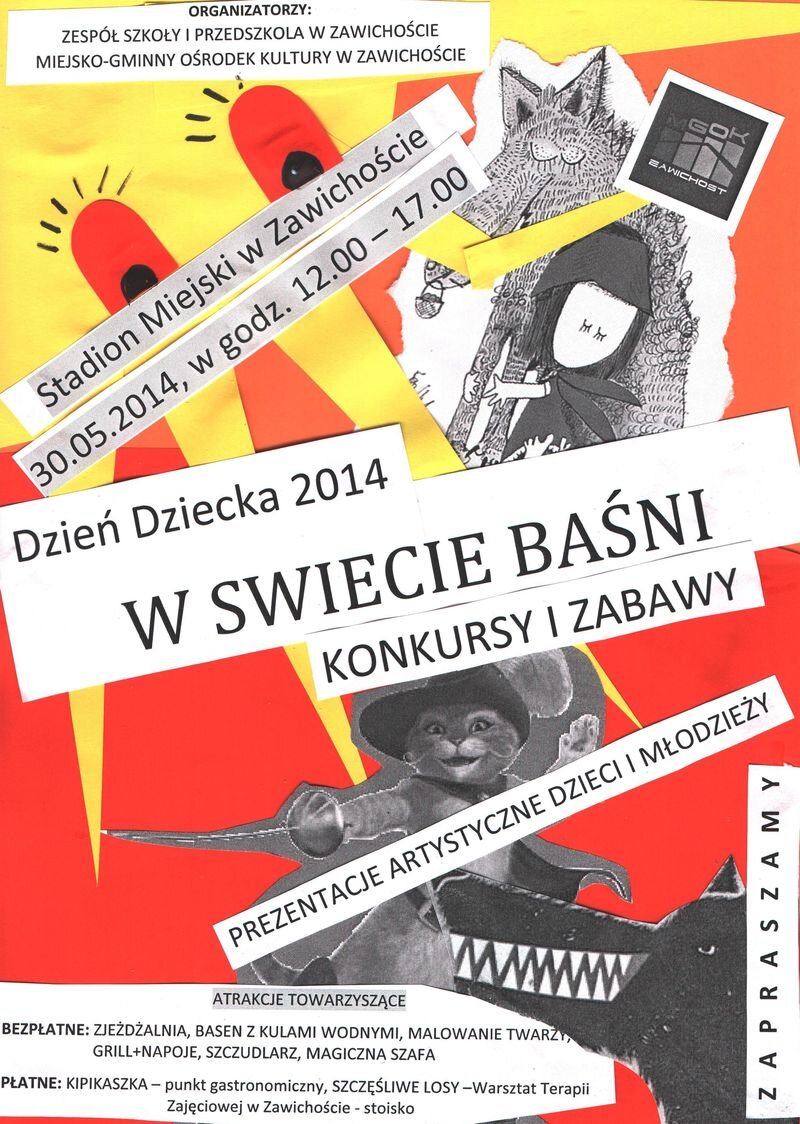 ORGANIZATORZY:
ZESPÓŁ SZKOŁY I PRZEDSZKOLA W ZAWICHOŚCIE
MIEJSKO-GMINNY OŚRODEK KULTURY W ZAWICHOŚCIE
MGOK
ZAWICHOST
Stadion Miejski w Zawichoście
30.05.2014, w godz. 12.00 – 17.00
Dzień Dziecka 2014
W SWIECIE BAŚNI
KONKURSY I ZABAWY
PREZENTACJE ARTYSTYCZNE DZIECI I MŁODZIEŻY
ZAPRASZAMY
ATRAKCJE TOWARZYSZĄCE
BEZPŁATNE: ZJEŻDŻALNIA, BASEN Z KULAMI WODNYMI, MALOWANIE TWARZY,
GRILL+NAPOJE, SZCZUDLARZ, MAGICZNA SZAFA
PŁATNE: KIPIKASZKA – punkt gastronomiczny, SZCZĘŚLIWE LOSY –Warsztat Terapii
Zajęciowej w Zawichoście - stoisko